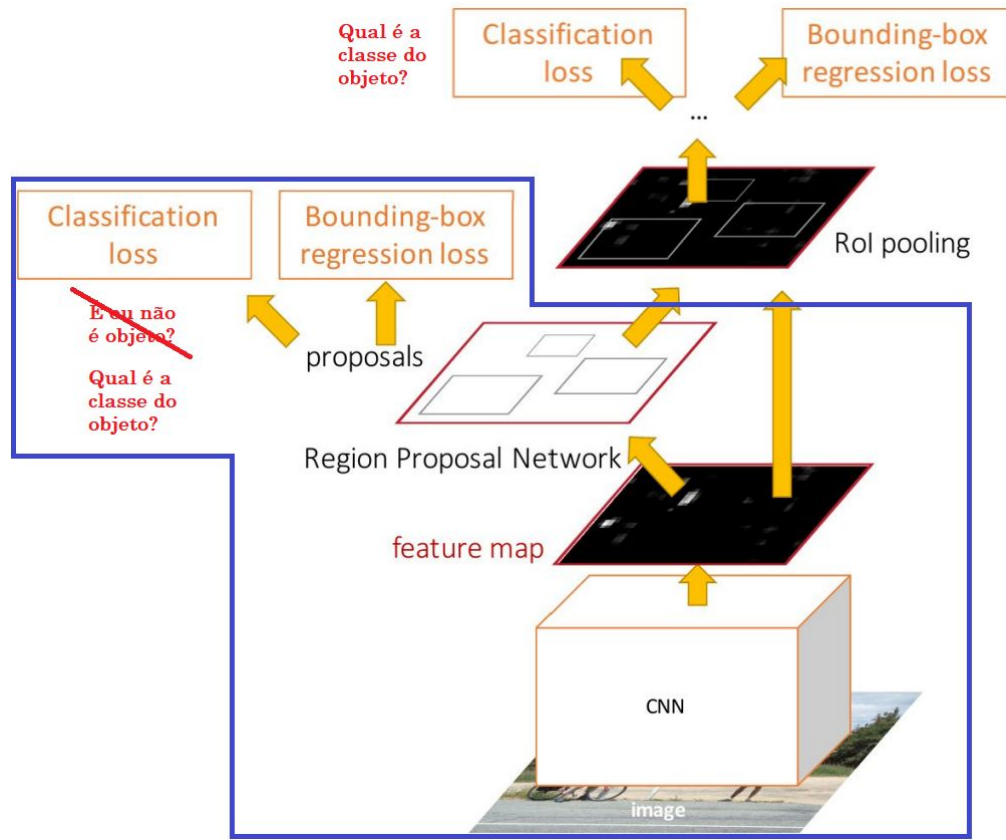 Qual é a
classe do
objeto?
Classification
loss
Bounding-box
regression loss
...
Classification
loss
Bounding-box
regression loss
RoI pooling
É ou não
é objeto?
proposals
Qual é a
classe do
objeto?
Region Proposal Network
feature map
CNN
image